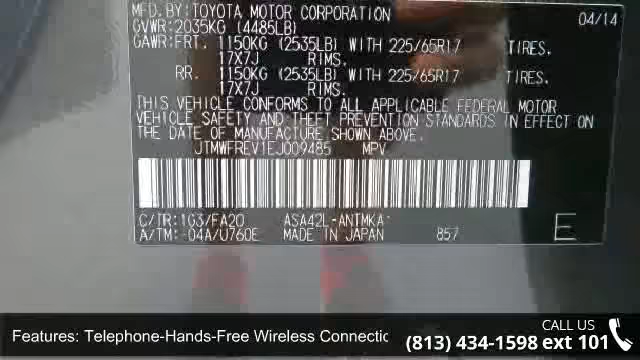 MFD.BY:TOYOTA MOTOR CORPORATION 04/14
GVWR:2035KG (4485LB)
GAWR:FRT. 1150KG (2535LB) WITH 225/65R17 TIRES.
17X7J RIMS.
RR. 1150KG (2535LB) WITH 225/65R17 TIRES.
17X7J RIMS.
THIS VEHICLE CONFORMS TO ALL APPLICABLE FEDERAL MOTOR
VEHICLE SAFETY AND THEFT PREVENTION STANDARDS IN EFFECT ON
THE DATE OF MANUFACTURE SHOWN ABOVE.
JTMWFREV1EJ009485 MPV
C/TR:1G3/FA20 ASA42L-ANTMKA
A/TM: -04A/U760E MADE IN JAPAN 857 E
Features: Telephone-Hands-Free Wireless Connectic
CALL US
(813) 434-1598 ext 101